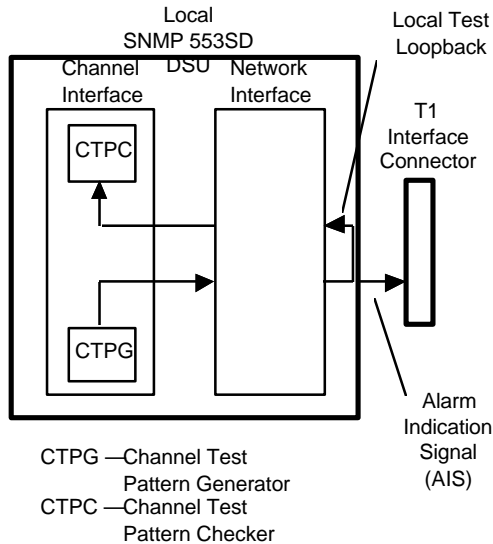 Local
SNMP 553SD
DSU
Local Test
Loopback
Channel
Interface
Network
Interface
T1
Interface
Connector
CTPC
CTPG
Alarm
Indication
Signal
(AIS)
CTPG —Channel Test
Pattern Generator
CTPC —Channel Test
Pattern Checker